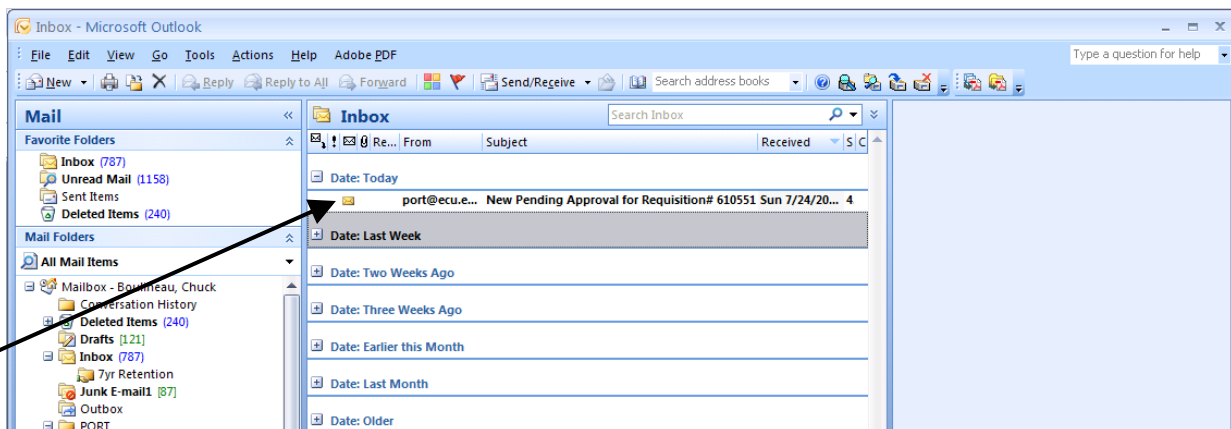 Inbox - Microsoft Outlook
File Edit View Go Tools Actions Help Adobe PDF Type a question for help
New Reply Reply to All Forward Send/Receive Search address books
Mail
Favorite Folders
Inbox (787)
Unread Mail (1158)
Sent Items
Deleted Items (240)
Mail Folders
All Mail Items
Mailbox - Boulineau, Chuck
Conversation History
Deleted Items (240)
Drafts [121]
Inbox (787)
7yr Retention
Junk E-mail1 [87]
Outbox
PORT
Inbox Search Inbox
Re... From Subject Received S C
Date: Today
port@ecu.e... New Pending Approval for Requisition# 610551 Sun 7/24/20... 4
Date: Last Week
Date: Two Weeks Ago
Date: Three Weeks Ago
Date: Earlier this Month
Date: Last Month
Date: Older